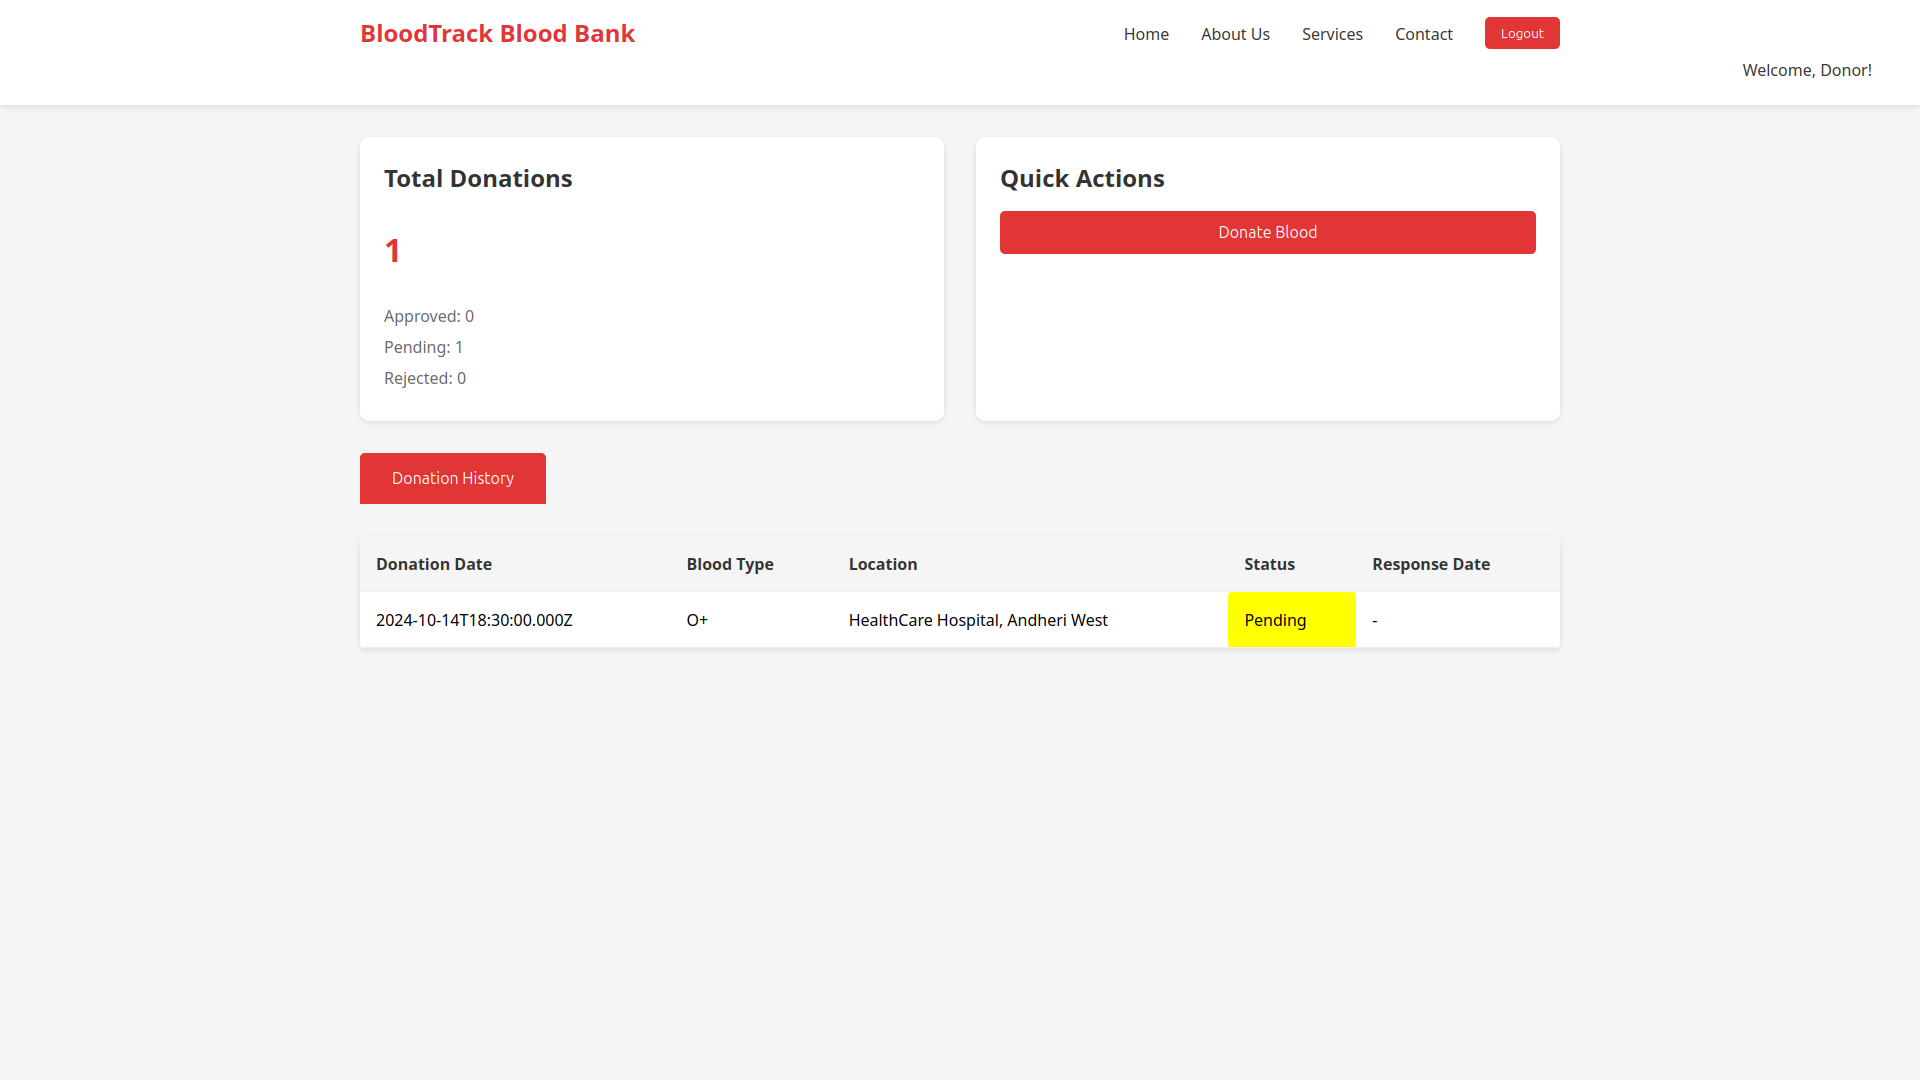 BloodTrack Blood Bank
Home About Us Services Contact Logout
Welcome, Donor!
Total Donations
1
Approved: 0
Pending: 1
Rejected: 0
Quick Actions
Donate Blood
Donation History
Donation Date Blood Type Location Status Response Date
2024-10-14T18:30:00.000Z O+ HealthCare Hospital, Andheri West Pending -